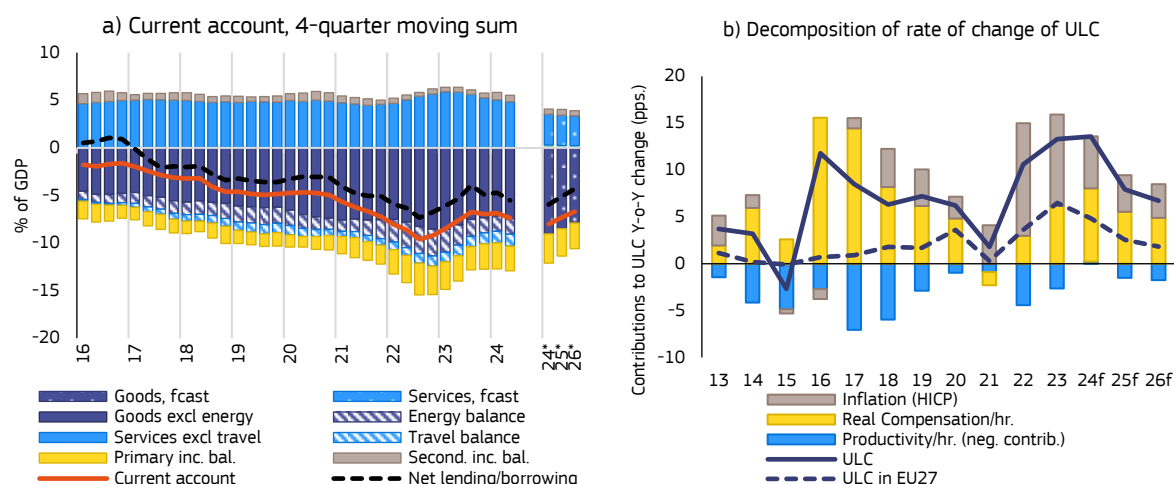 a) Current account, 4-quarter moving sum
% of GDP
10
5
0
-5
-10
-15
-20
16
17
18
19
20
21
22
23
24
24*
25*
26*
Goods, fcast
Services, fcast
Goods excl energy
Energy balance
Services excl travel
Travel balance
Primary inc. bal.
Second. inc. bal.
Current account
Net lending/borrowing
b) Decomposition of rate of change of ULC
Contributions to ULC Y-o-Y change (pps.)
20
15
10
5
0
-5
-10
13 14 15 16 17 18 19 20 21 22 23 24f 25f 26f
Inflation (HICP)
Real Compensation/hr.
Productivity/hr. (neg. contrib.)
ULC
ULC in EU27